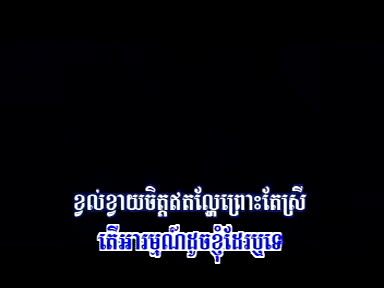 ខ្វល់ខ្វាយចិត្តឥតល្ហែព្រោះតែស្រី
តើអារម្មណ៍ដូចខ្ញុំដែរឬទេ